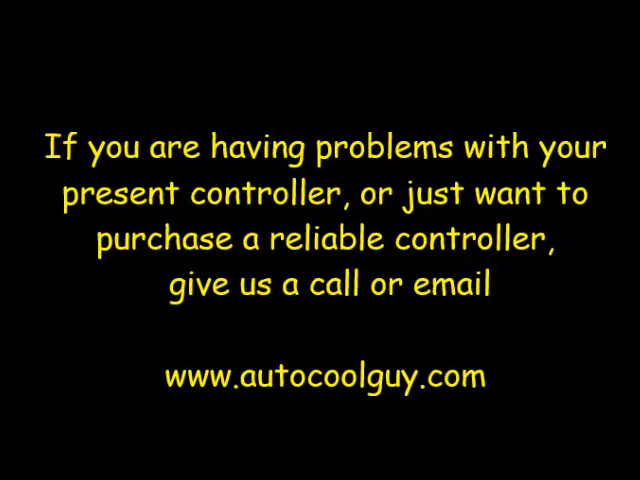 If you are having problems with your
present controller, or just want to
purchase a reliable controller,
give us a call or email
www.autocoolguy.com